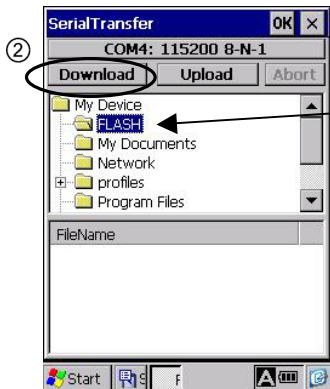 SerialTransfer OK ×
②
COM4: 115200 8-N-1
Download Upload Abort
My Device
FLASH
My Documents
Network
profiles
Program Files
FileName
Start S F A